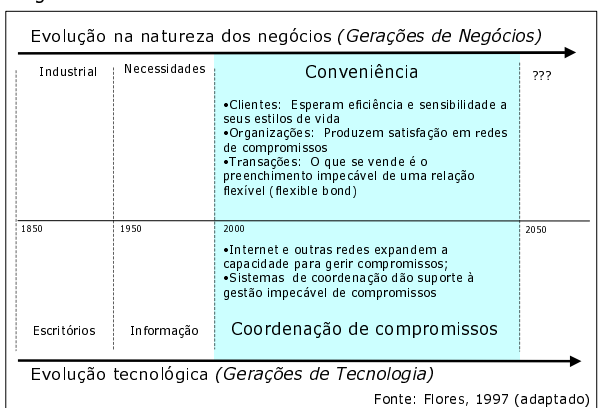 Evolução na natureza dos negócios (Gerações de Negócios)
Industrial
Necessidades
Conveniência
???
•Clientes: Esperam eficiência e sensibilidade a
seus estilos de vida
•Organizações: Produzem satisfação em redes
de compromissos
•Transações: O que se vende é o
preenchimento impecável de uma relação
flexível (flexible bond)
1850
1950
2000
2050
•Internet e outras redes expandem a
capacidade para gerir compromissos;
•Sistemas de coordenação dão suporte à
gestão impecável de compromissos
Escritórios
Informação
Coordenação de compromissos
Evolução tecnológica (Gerações de Tecnologia)
Fonte: Flores, 1997 (adaptado)